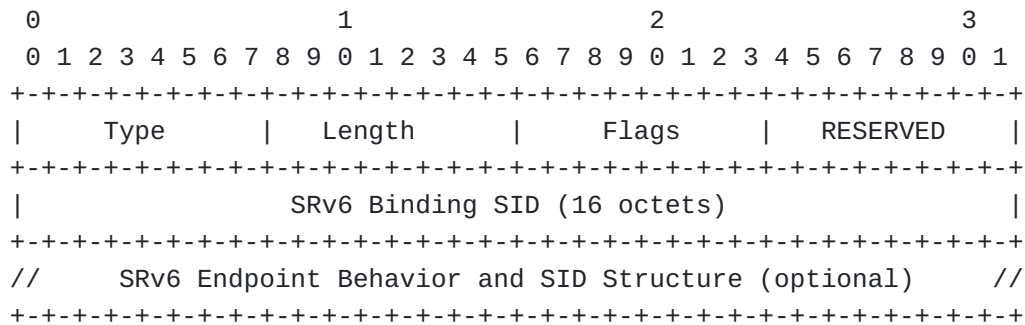 0                   1                   2                   3
 0 1 2 3 4 5 6 7 8 9 0 1 2 3 4 5 6 7 8 9 0 1 2 3 4 5 6 7 8 9 0 1
+-+-+-+-+-+-+-+-+-+-+-+-+-+-+-+-+-+-+-+-+-+-+-+-+-+-+-+-+-+-+-+-+
|     Type      |   Length      |     Flags     |   RESERVED    |
+-+-+-+-+-+-+-+-+-+-+-+-+-+-+-+-+-+-+-+-+-+-+-+-+-+-+-+-+-+-+-+-+
|                 SRv6 Binding SID (16 octets)                  |
+-+-+-+-+-+-+-+-+-+-+-+-+-+-+-+-+-+-+-+-+-+-+-+-+-+-+-+-+-+-+-+-+
//     SRv6 Endpoint Behavior and SID Structure (optional)     //
+-+-+-+-+-+-+-+-+-+-+-+-+-+-+-+-+-+-+-+-+-+-+-+-+-+-+-+-+-+-+-+-+